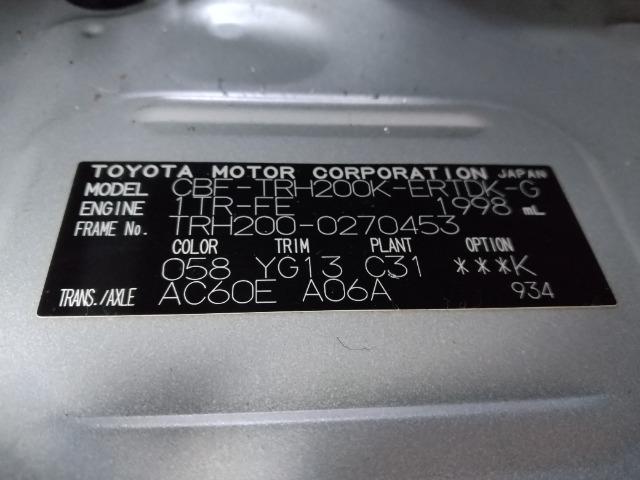 TOYOTA MOTOR CORPORATION JAPAN
MODEL CBF-TRH200K-ERTDK-G
ENGINE 1TR-FE 1998 mL
FRAME No. TRH200-0270453
COLOR TRIM PLANT OPTION
058 YG13 C31 ***K
TRANS./AXLE AC60E A06A 934